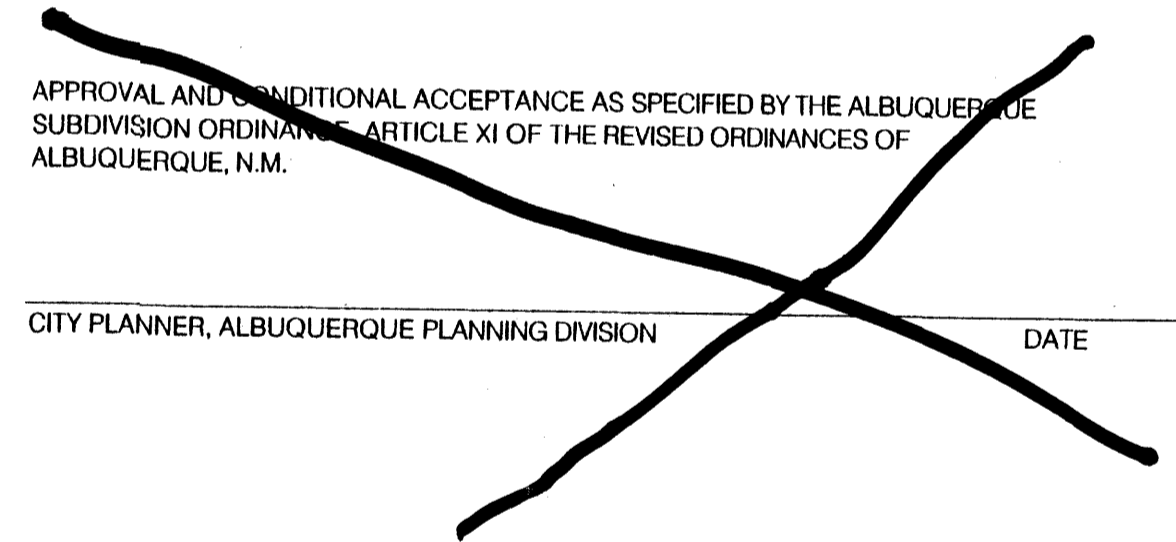 APPROVAL AND CONDITIONAL ACCEPTANCE AS SPECIFIED BY THE ALBUQUERQUE
SUBDIVISION ORDINANCE, ARTICLE XI OF THE REVISED ORDINANCES OF
ALBUQUERQUE, N.M.
CITY PLANNER, ALBUQUERQUE PLANNING DIVISION DATE